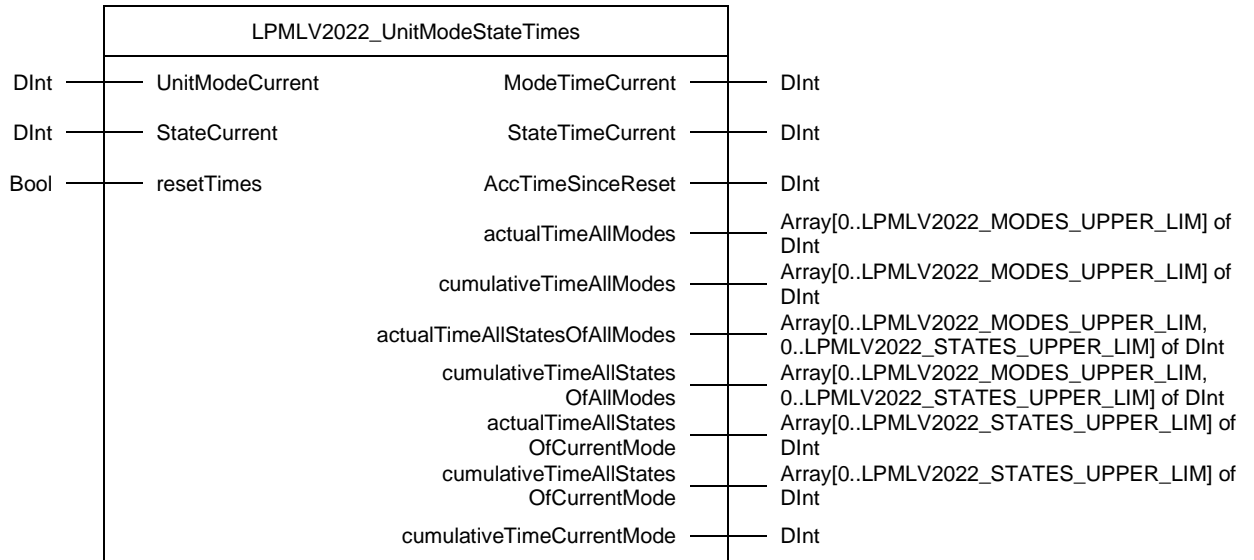 LPMLV2022_UnitModeStateTimes
DInt UnitModeCurrent ModeTimeCurrent DInt
DInt StateCurrent StateTimeCurrent DInt
Bool resetTimes AccTimeSinceReset DInt
actualTimeAllModes Array[0..LPMLV2022_MODES_UPPER_LIM] of
DInt
cumulativeTimeAllModes Array[0..LPMLV2022_MODES_UPPER_LIM] of
DInt
actualTimeAllStatesOfAllModes Array[0..LPMLV2022_MODES_UPPER_LIM,
0..LPMLV2022_STATES_UPPER_LIM] of DInt
cumulativeTimeAllStates Array[0..LPMLV2022_MODES_UPPER_LIM,
OfAllModes 0..LPMLV2022_STATES_UPPER_LIM] of DInt
actualTimeAllStates Array[0..LPMLV2022_STATES_UPPER_LIM] of
OfCurrentMode DInt
cumulativeTimeAllStates Array[0..LPMLV2022_STATES_UPPER_LIM] of
OfCurrentMode DInt
cumulativeTimeCurrentMode DInt